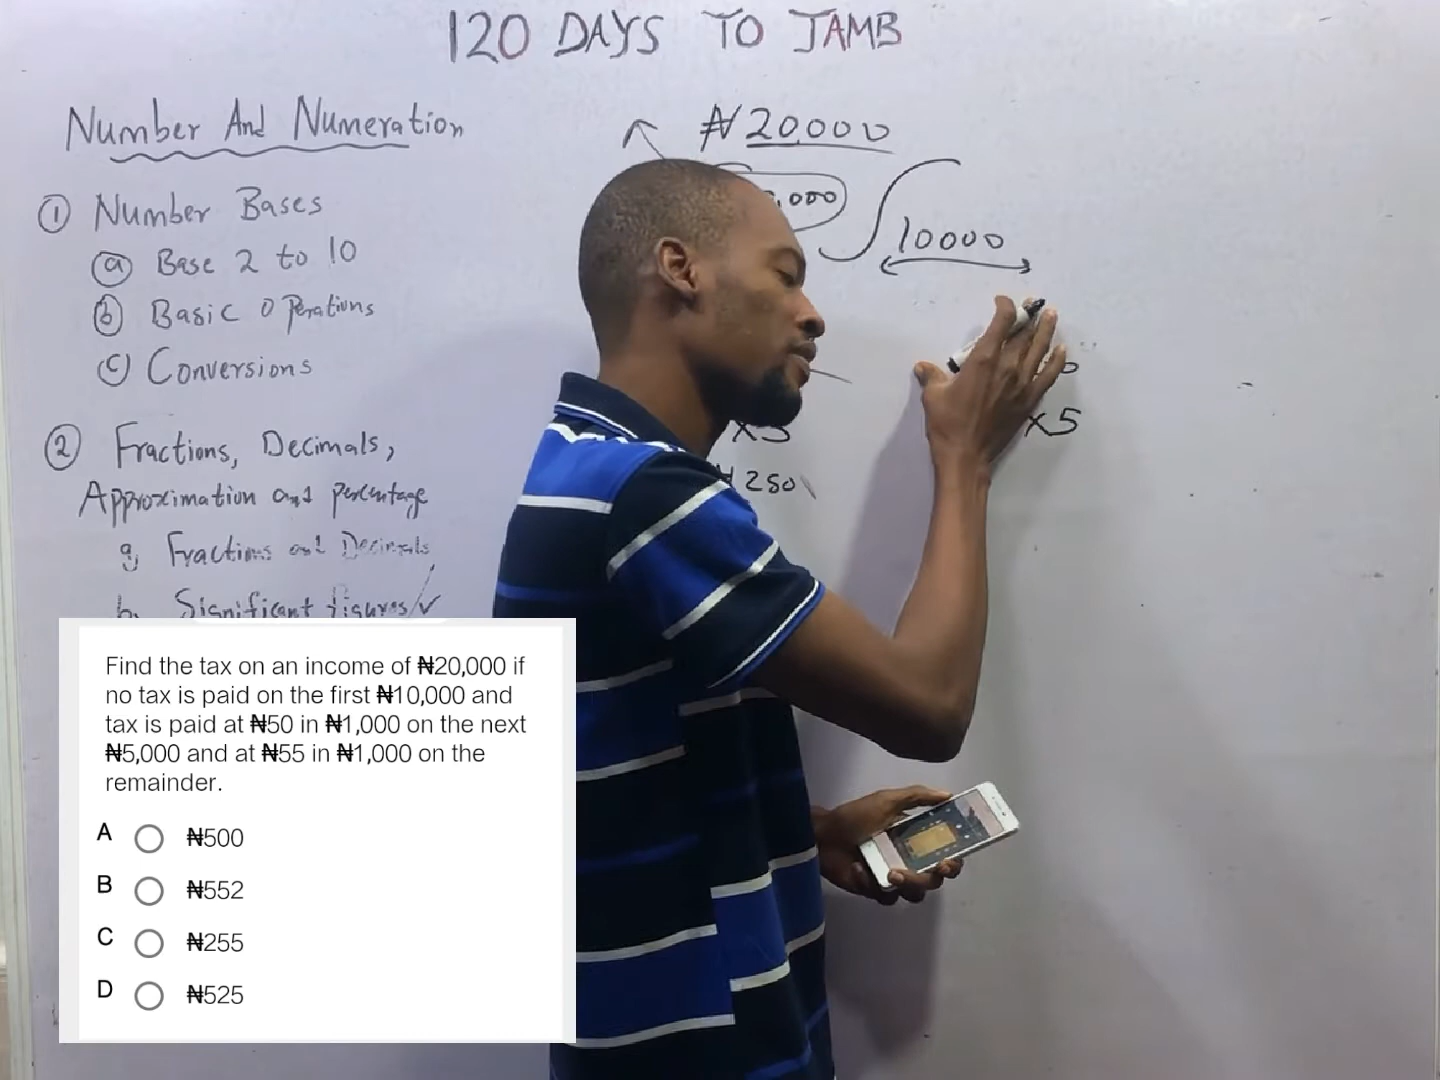 120 DAYS TO JAMB
Number And Numeration
① Number Bases
ⓐ Base 2 to 10
ⓑ Basic Operations
ⓒ Conversions
② Fractions, Decimals,
Approximation and percentage
a, Fractions and Decimals
b, Significant figures
₦20,000
,000
10000
x5
250
x5
Find the tax on an income of ₦20,000 if
no tax is paid on the first ₦10,000 and
tax is paid at ₦50 in ₦1,000 on the next
₦5,000 and at ₦55 in ₦1,000 on the
remainder.
A ₦500
B ₦552
C ₦255
D ₦525